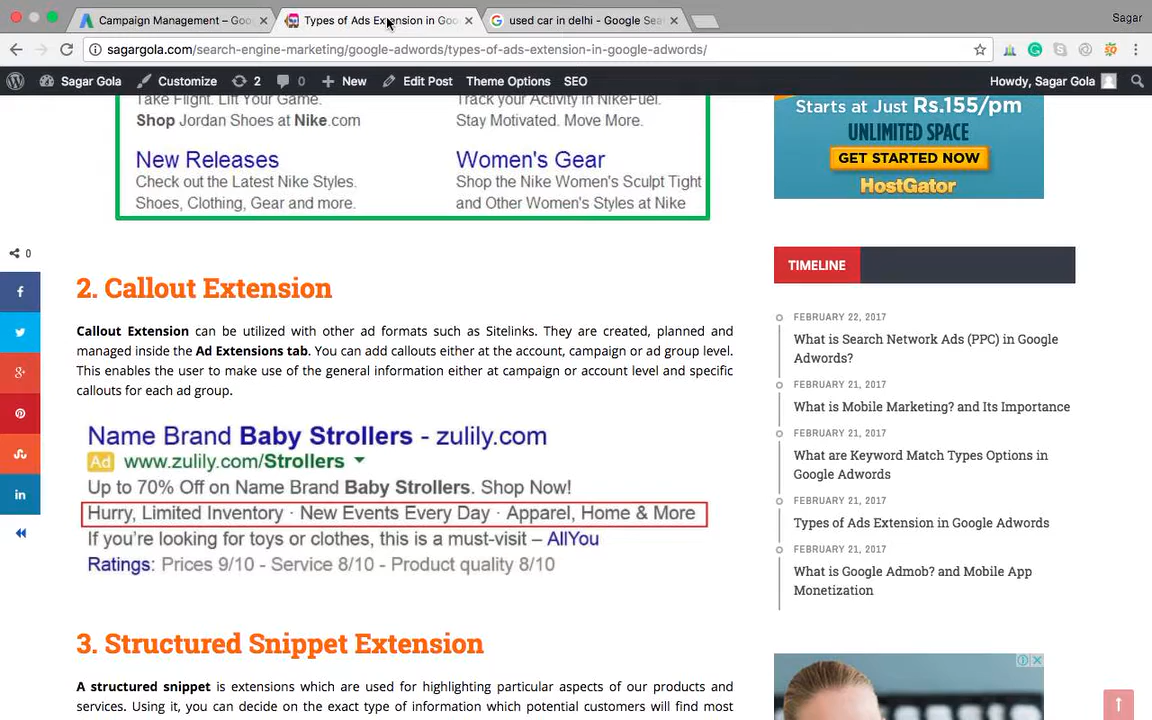 Campaign Management – Goo
Types of Ads Extension in Goo
used car in delhi - Google Sea
Sagar
sagargola.com/search-engine-marketing/google-adwords/types-of-ads-extension-in-google-adwords/
Sagar Gola
Customize
2
0
New
Edit Post
Theme Options
SEO
Howdy, Sagar Gola
Take Flight. Lift Your Game.
Shop Jordan Shoes at Nike.com
Track your Activity in NikeFuel.
Stay Motivated. Move More.
New Releases
Check out the Latest Nike Styles.
Shoes, Clothing, Gear and more.
Women's Gear
Shop the Nike Women's Sculpt Tight
and Other Women's Styles at Nike
0
2. Callout Extension
Callout Extension can be utilized with other ad formats such as Sitelinks. They are created, planned and
managed inside the Ad Extensions tab. You can add callouts either at the account, campaign or ad group level.
This enables the user to make use of the general information either at campaign or account level and specific
callouts for each ad group.
Name Brand Baby Strollers - zulily.com
Ad www.zulily.com/Strollers
Up to 70% Off on Name Brand Baby Strollers. Shop Now!
Hurry, Limited Inventory · New Events Every Day · Apparel, Home & More
If you're looking for toys or clothes, this is a must-visit – AllYou
Ratings: Prices 9/10 - Service 8/10 - Product quality 8/10
3. Structured Snippet Extension
A structured snippet is extensions which are used for highlighting particular aspects of our products and
services. Using it, you can decide on the exact type of information which potential customers will find most
Starts at Just Rs.155/pm
UNLIMITED SPACE
GET STARTED NOW
HostGator
TIMELINE
FEBRUARY 22, 2017
What is Search Network Ads (PPC) in Google
Adwords?
FEBRUARY 21, 2017
What is Mobile Marketing? and Its Importance
FEBRUARY 21, 2017
What are Keyword Match Types Options in
Google Adwords
FEBRUARY 21, 2017
Types of Ads Extension in Google Adwords
FEBRUARY 21, 2017
What is Google Admob? and Mobile App
Monetization